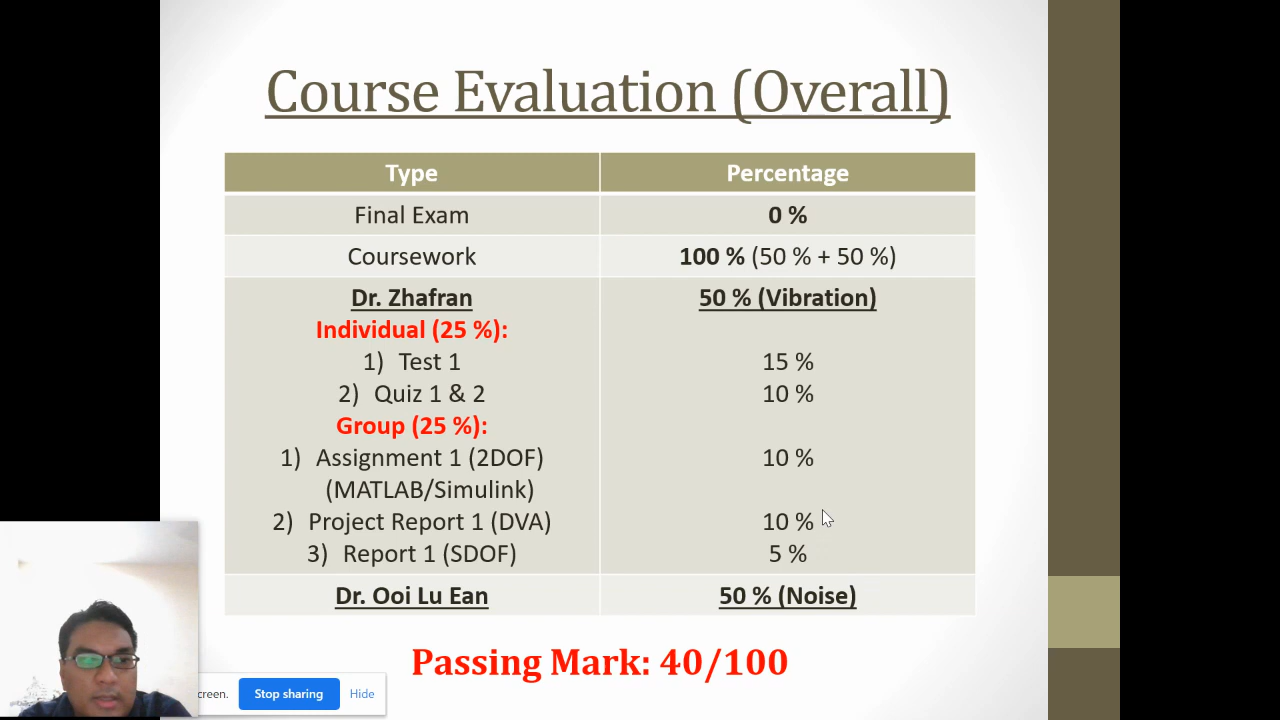 Course Evaluation (Overall)
Type Percentage
Final Exam 0 %
Coursework 100 % (50 % + 50 %)
Dr. Zhafran 50 % (Vibration)
Individual (25 %):
1) Test 1 15 %
2) Quiz 1 & 2 10 %
Group (25 %):
1) Assignment 1 (2DOF) 10 %
(MATLAB/Simulink)
2) Project Report 1 (DVA) 10 %
3) Report 1 (SDOF) 5 %
Dr. Ooi Lu Ean 50 % (Noise)
Passing Mark: 40/100
creen. Stop sharing Hide